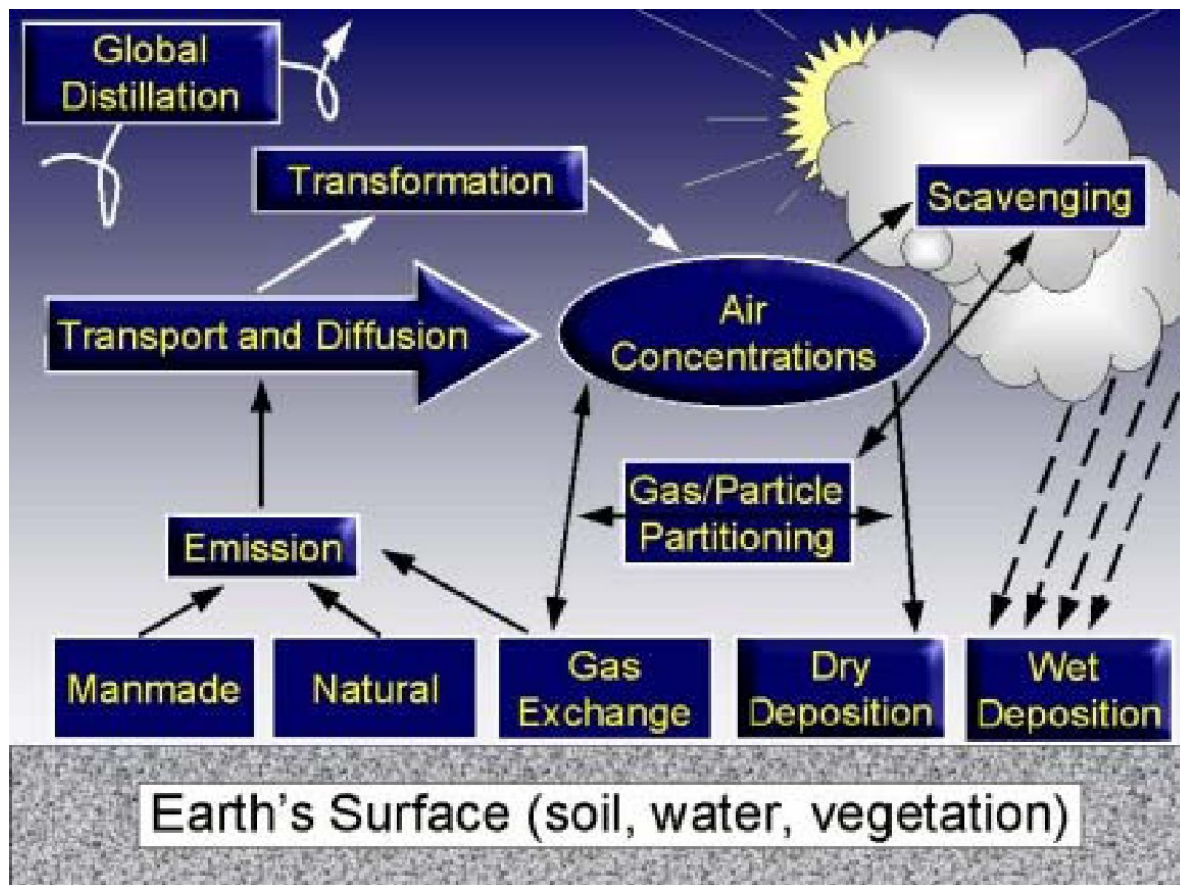 Global
Distillation
Transformation
Scavenging
Transport and Diffusion
Air
Concentrations
Gas/Particle
Partitioning
Emission
Manmade
Natural
Gas
Exchange
Dry
Deposition
Wet
Deposition
Earth's Surface (soil, water, vegetation)